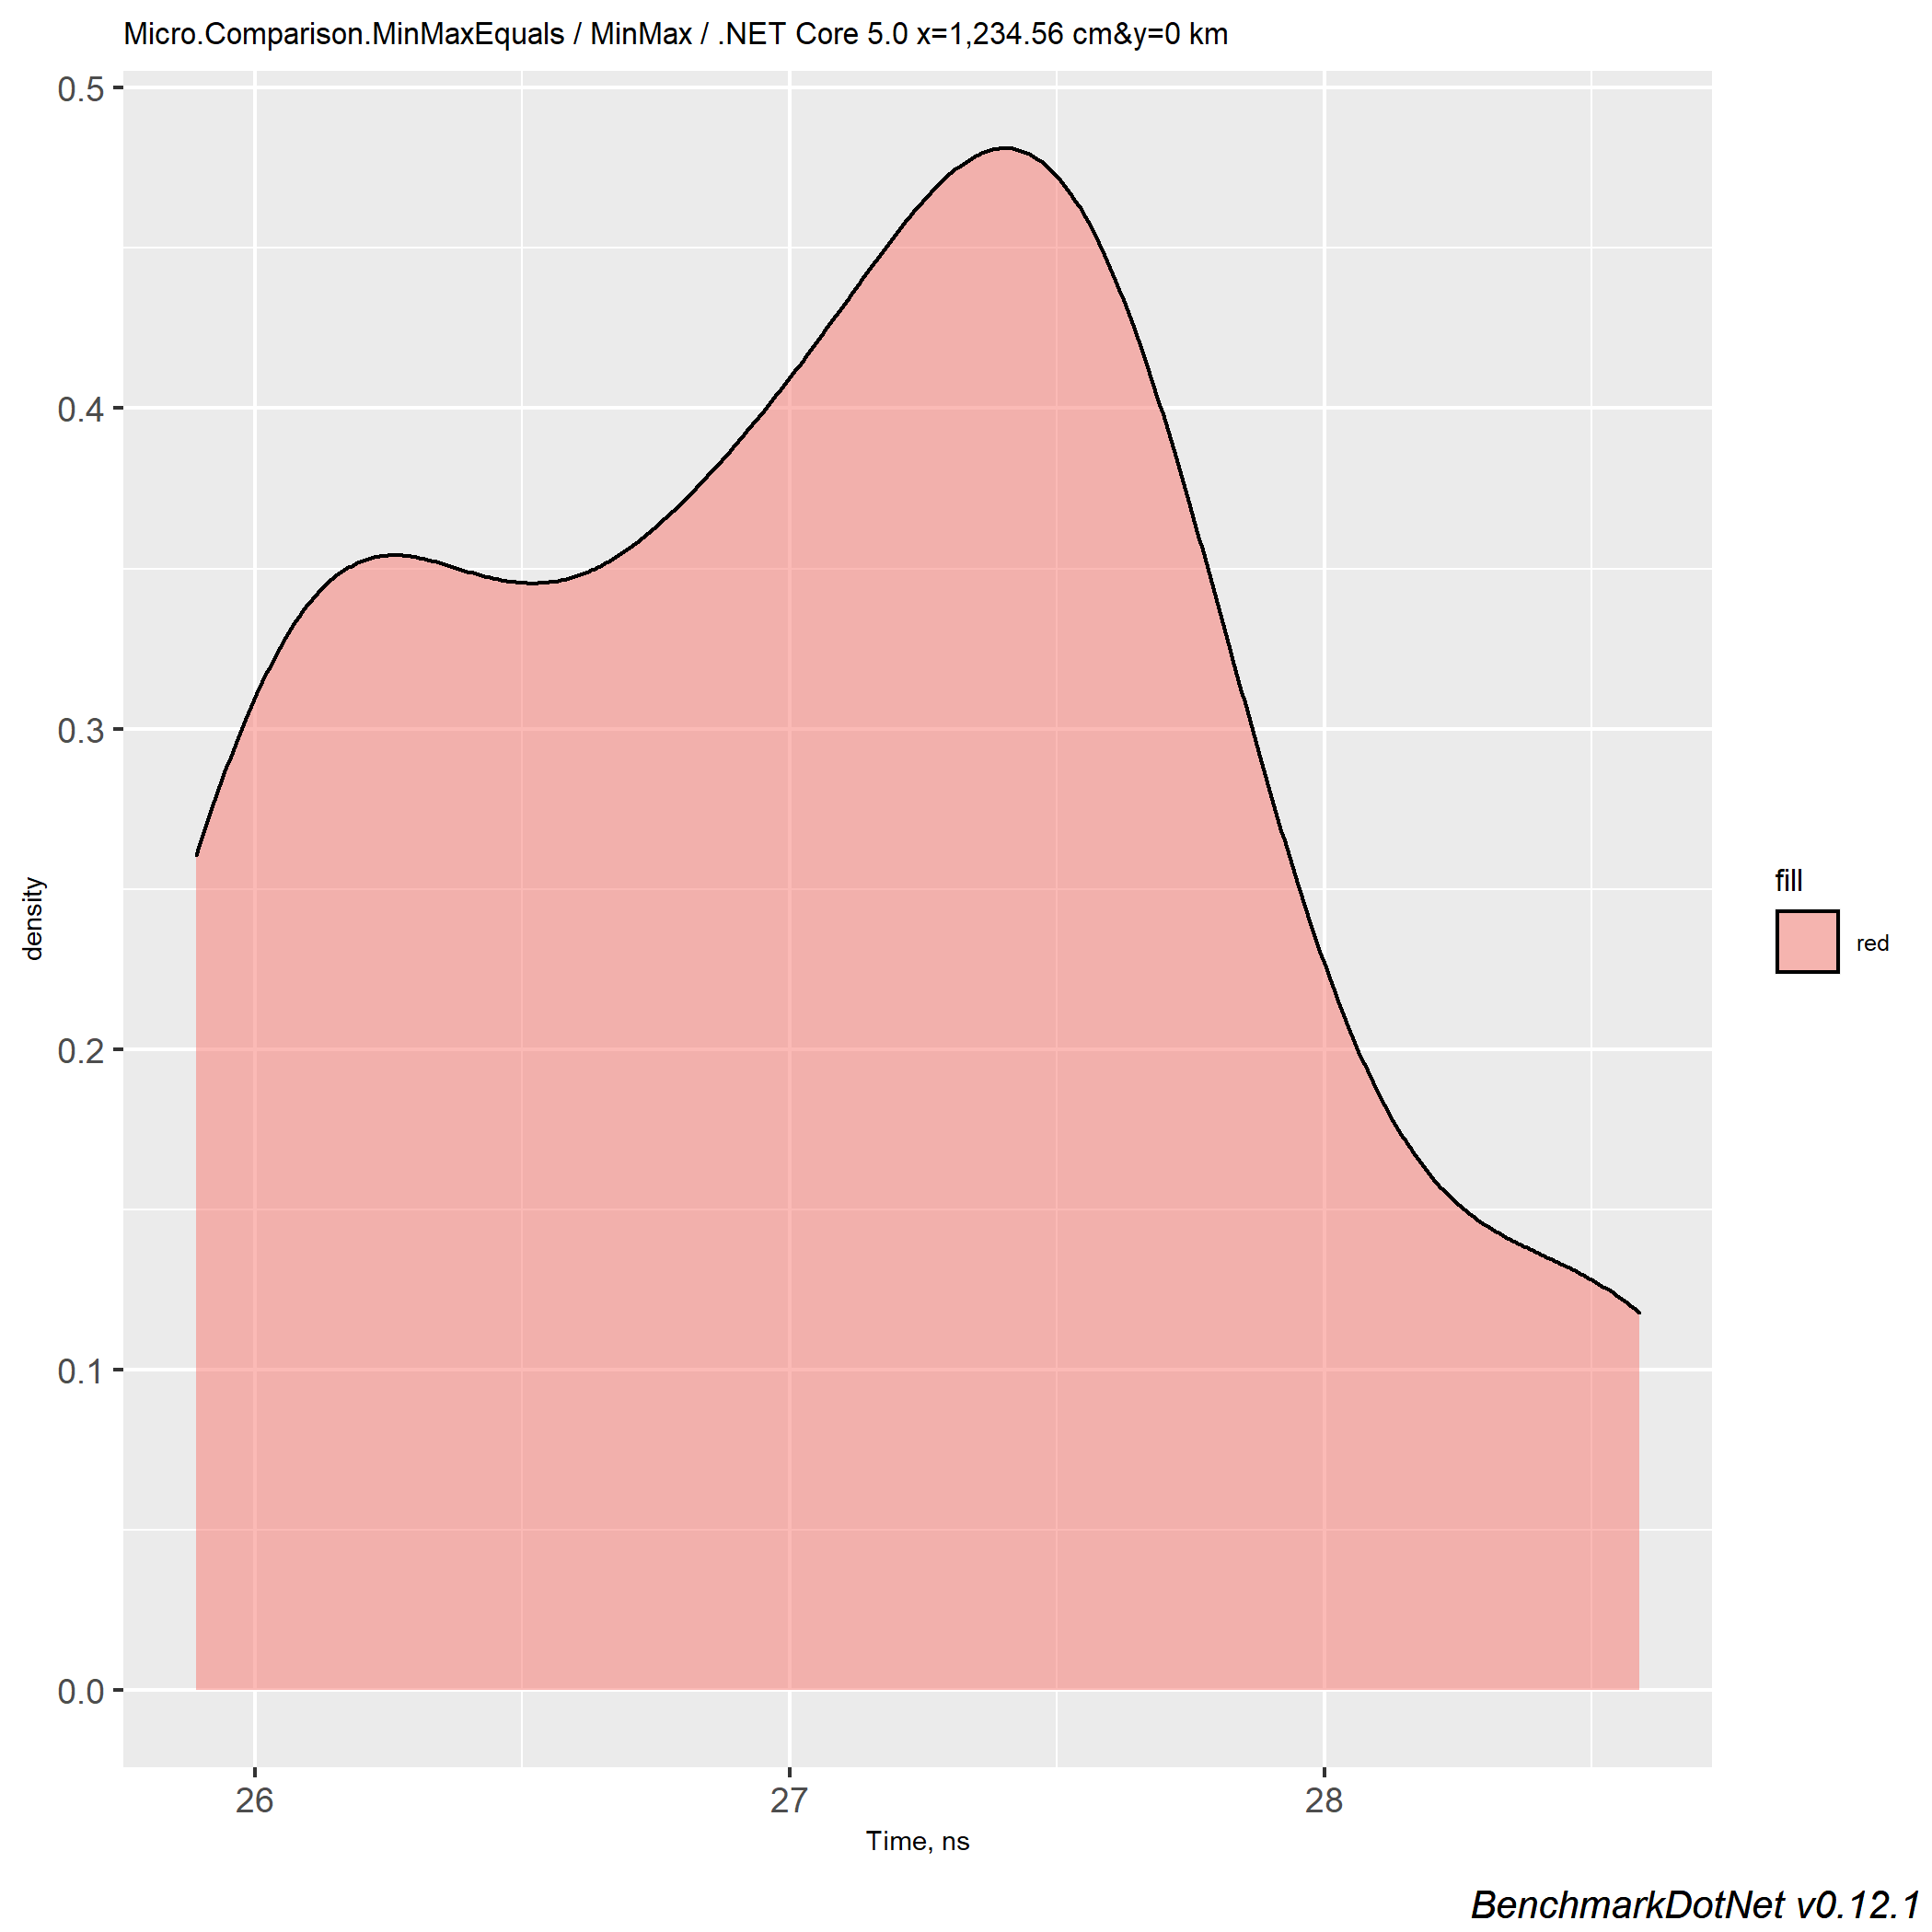 Micro.Comparison.MinMaxEquals / MinMax / .NET Core 5.0 x=1,234.56 cm&y=0 km
0.5
0.4
0.3
0.2
0.1
0.0
density
26 27 28
Time, ns
fill
red
BenchmarkDotNet v0.12.1